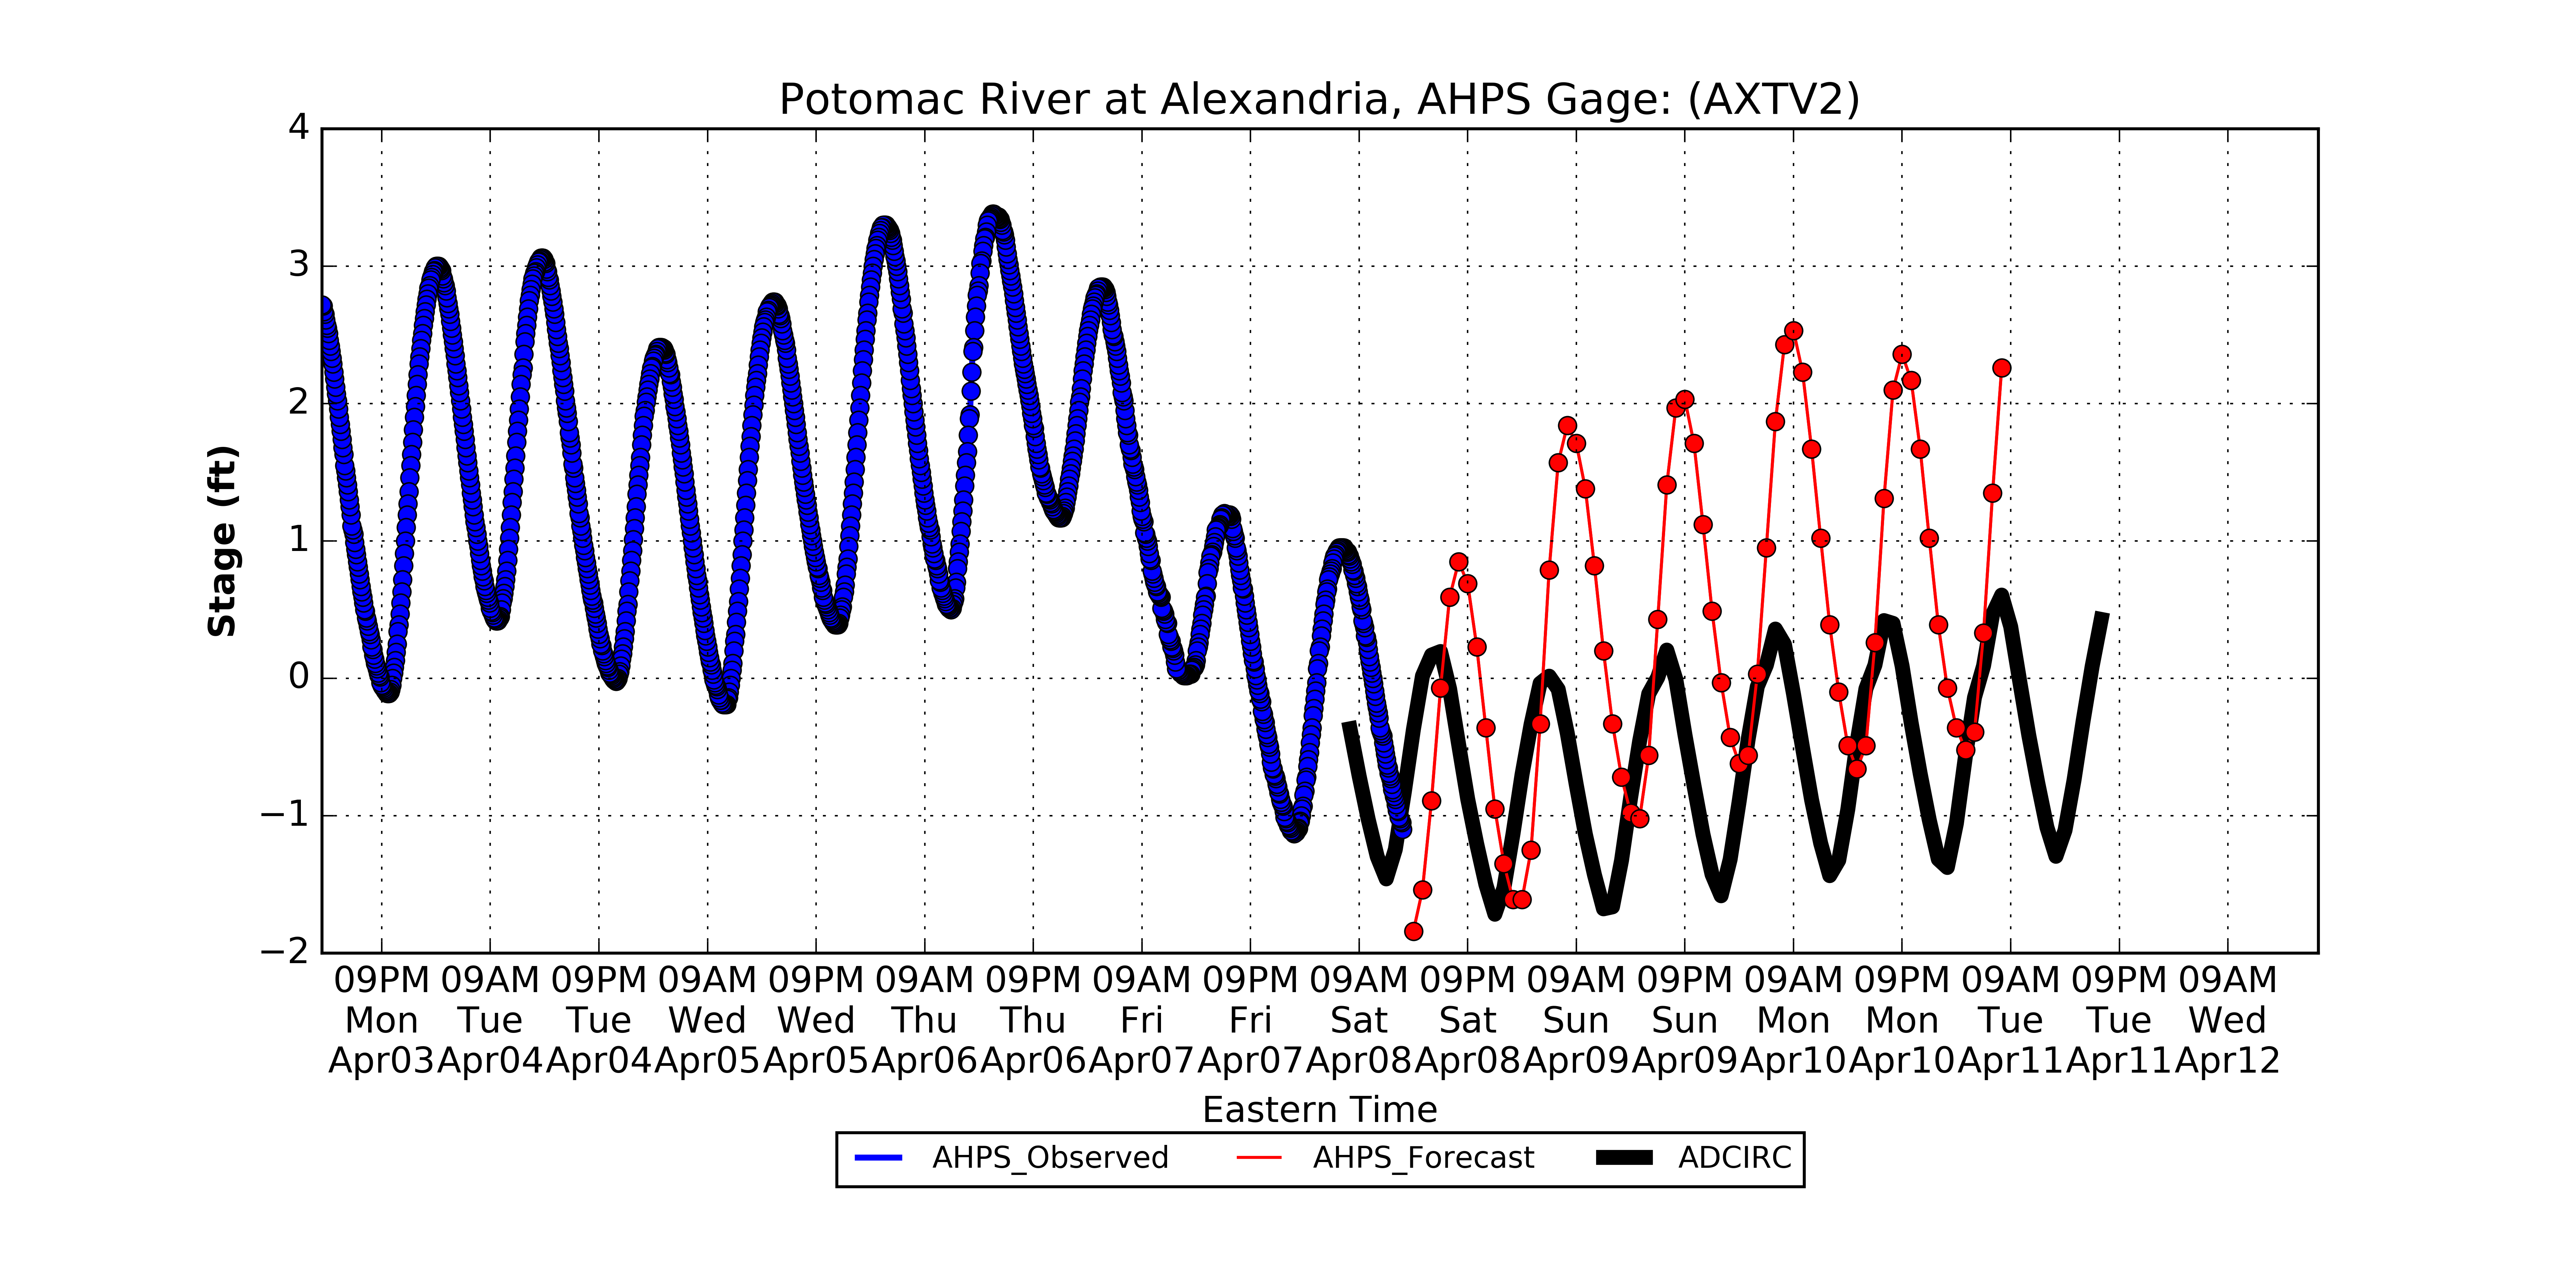 Potomac River at Alexandria, AHPS Gage: (AXTV2)
4
3
2
1
0
−1
−2
Stage (ft)
09PM 09AM 09PM 09AM 09PM 09AM 09PM 09AM 09PM 09AM 09PM 09AM 09PM 09AM 09PM 09AM 09PM 09AM
Mon Tue Tue Wed Wed Thu Thu Fri Fri Sat Sat Sun Sun Mon Mon Tue Tue Wed
Apr03 Apr04 Apr04 Apr05 Apr05 Apr06 Apr06 Apr07 Apr07 Apr08 Apr08 Apr09 Apr09 Apr10 Apr10 Apr11 Apr11 Apr12
Eastern Time
AHPS_Observed AHPS_Forecast ADCIRC